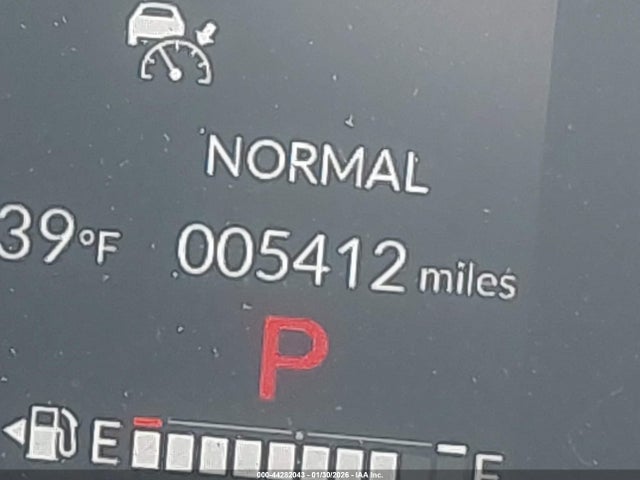 NORMAL
39°F 005412 miles
P
E F
000-44282043 - 01/30/2026 - IAA Inc.